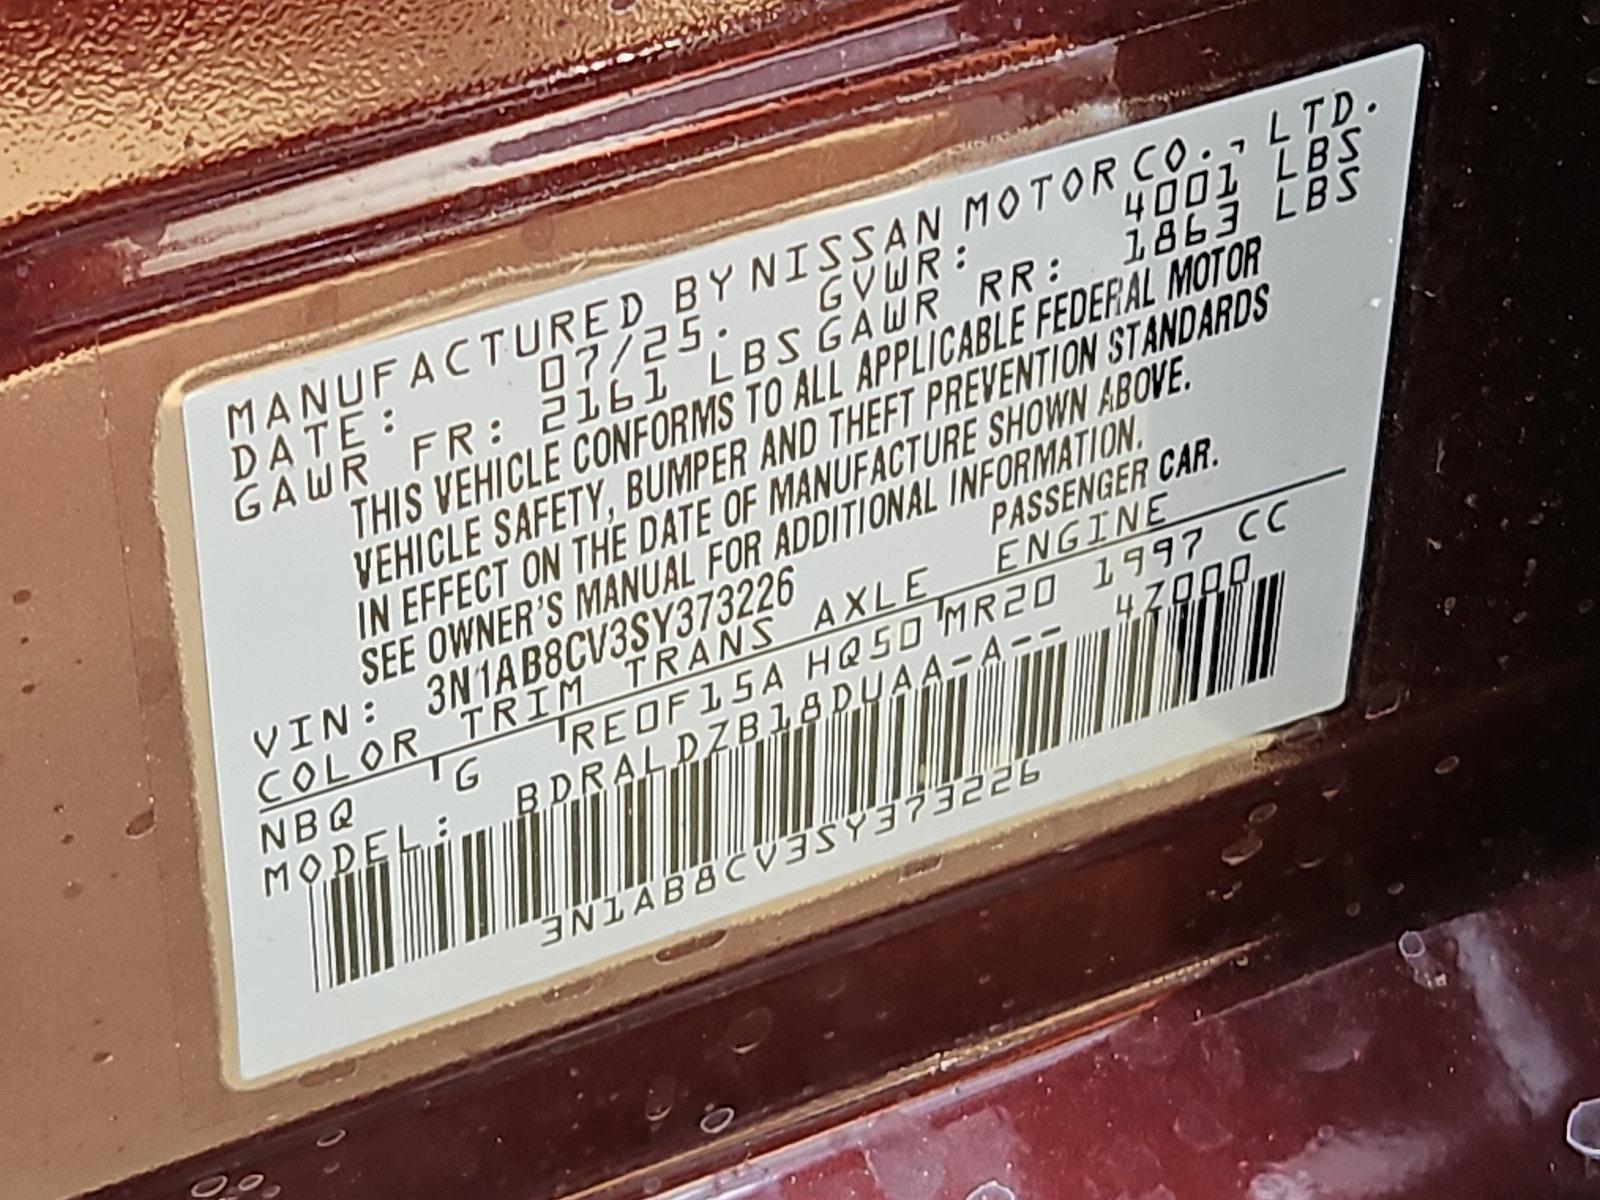 MANUFACTURED BY NISSAN MOTOR CO., LTD.
DATE: 07/25. GVWR: 4001 LBS
GAWR FR: 2161 LBS GAWR RR: 1863 LBS
THIS VEHICLE CONFORMS TO ALL APPLICABLE FEDERAL MOTOR
VEHICLE SAFETY, BUMPER AND THEFT PREVENTION STANDARDS
IN EFFECT ON THE DATE OF MANUFACTURE SHOWN ABOVE.
SEE OWNER'S MANUAL FOR ADDITIONAL INFORMATION.
VIN: 3N1AB8CV3SY373226 PASSENGER CAR.
COLOR TRIM TRANS AXLE ENGINE
NBQ G RE0F15A HQ50 MR20 1997 CC
MODEL: BDRALDZB18DUAA-A-- 4Z000
3N1AB8CV3SY373226